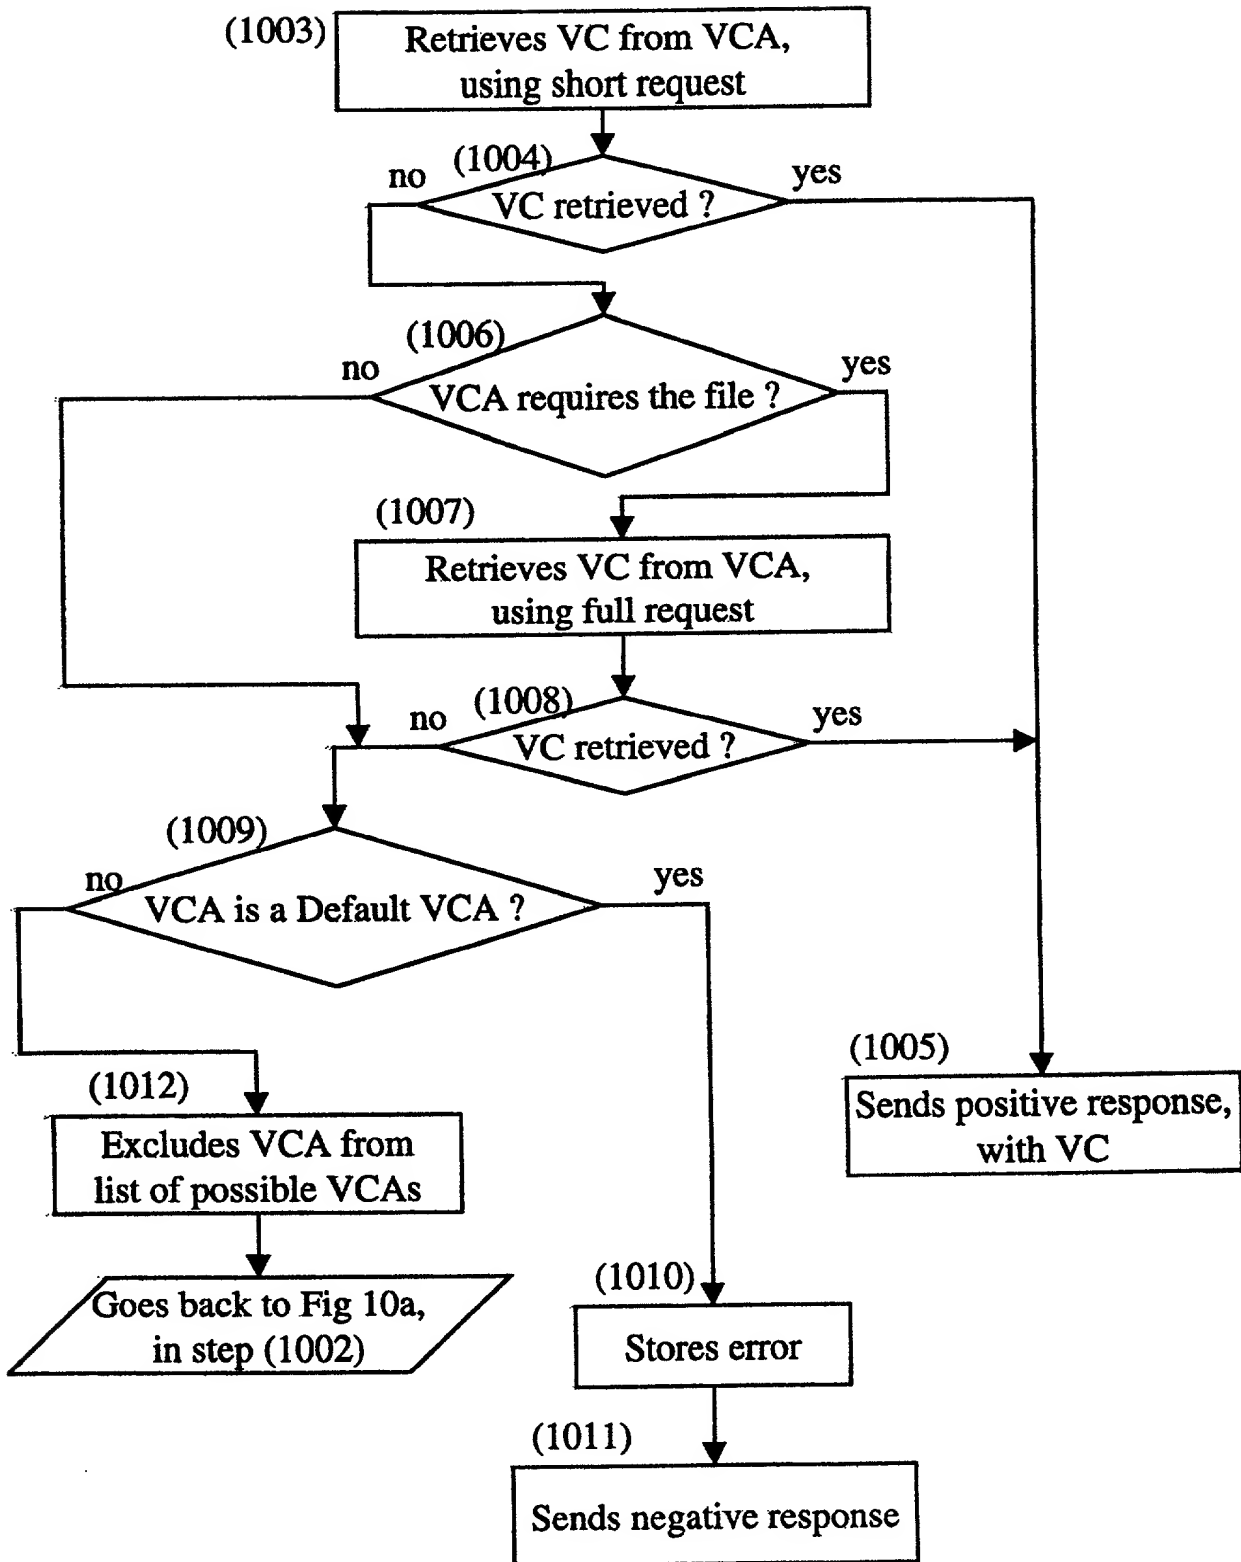 (1003)
Retrieves VC from VCA,
using short request
(1004)
no
yes
VC retrieved ?
(1006)
no
yes
VCA requires the file ?
(1007)
Retrieves VC from VCA,
using full request
(1008)
no
yes
VC retrieved ?
(1009)
no
yes
VCA is a Default VCA ?
(1005)
Sends positive response,
with VC
(1012)
Excludes VCA from
list of possible VCAs
Goes back to Fig 10a,
in step (1002)
(1010)
Stores error
(1011)
Sends negative response